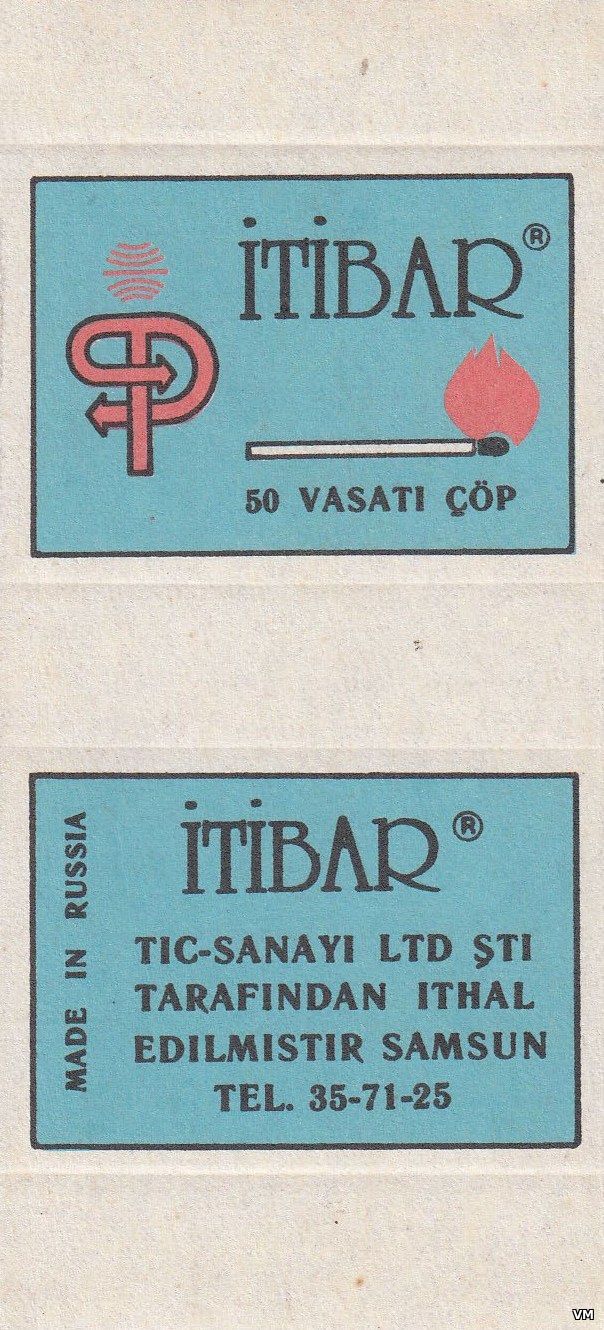 İTİBAR®
50 VASATI ÇÖP
MADE IN RUSSIA
İTİBAR®
TIC-SANAYI LTD ŞTI
TARAFINDAN ITHAL
EDILMISTIR SAMSUN
TEL. 35-71-25
VM